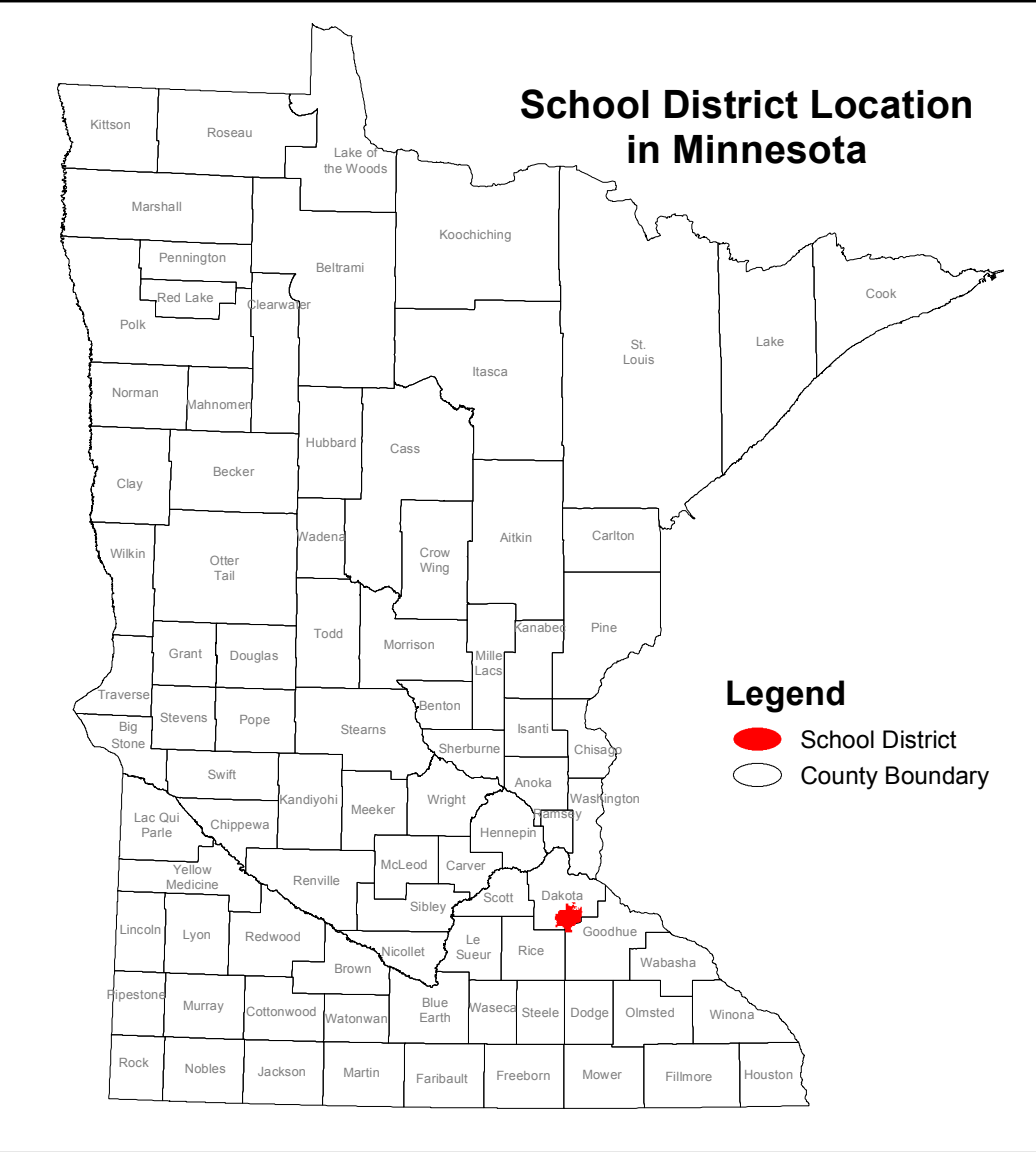 School District Location
in Minnesota
Kittson
Roseau
Lake of
the Woods
Marshall
Koochiching
Pennington
Beltrami
Red Lake
Clearwater
Cook
Polk
St.
Louis
Lake
Itasca
Norman
Mahnomen
Hubbard
Cass
Becker
Clay
Wadena
Aitkin
Carlton
Wilkin
Otter
Tail
Crow
Wing
Todd
Morrison
Kanabec
Pine
Grant
Douglas
Mille
Lacs
Traverse
Benton
Legend
Stevens
Pope
Stearns
Isanti
Big
Stone
Sherburne
Chisago
School District
Swift
Anoka
County Boundary
Kandiyohi
Meeker
Wright
Washington
Ramsey
Lac Qui
Parle
Chippewa
Hennepin
McLeod
Carver
Yellow
Medicine
Renville
Scott
Dakota
Sibley
Lincoln
Lyon
Redwood
Goodhue
Nicollet
Le
Sueur
Rice
Brown
Wabasha
Pipestone
Murray
Cottonwood
Watonwan
Blue
Earth
Waseca
Steele
Dodge
Olmsted
Winona
Rock
Nobles
Jackson
Martin
Faribault
Freeborn
Mower
Fillmore
Houston